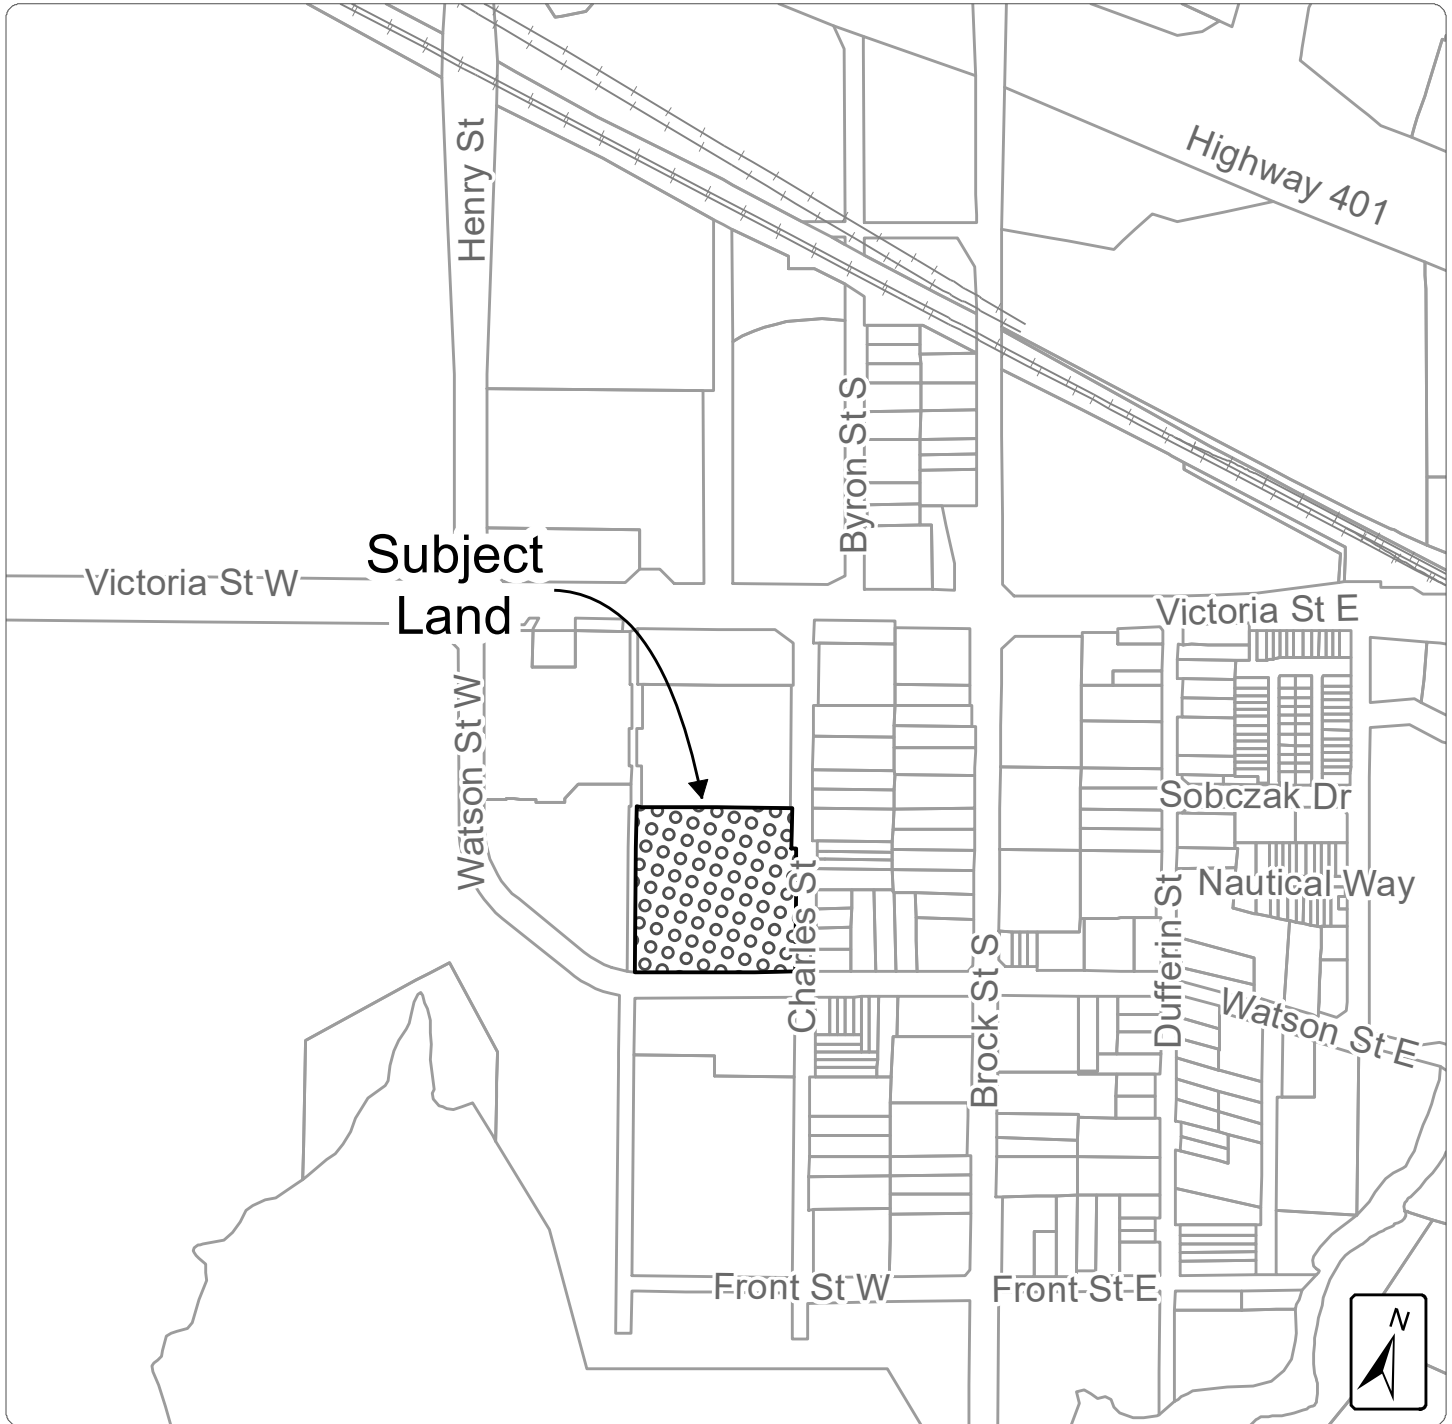 Henry St
Highway 401
Byron St S
Subject
Land
Victoria St W
Victoria St E
Watson St W
Sobczak Dr
Nautical Way
Charles St
Dufferin St
Brock St S
Watson St E
Front St W
Front St E
N